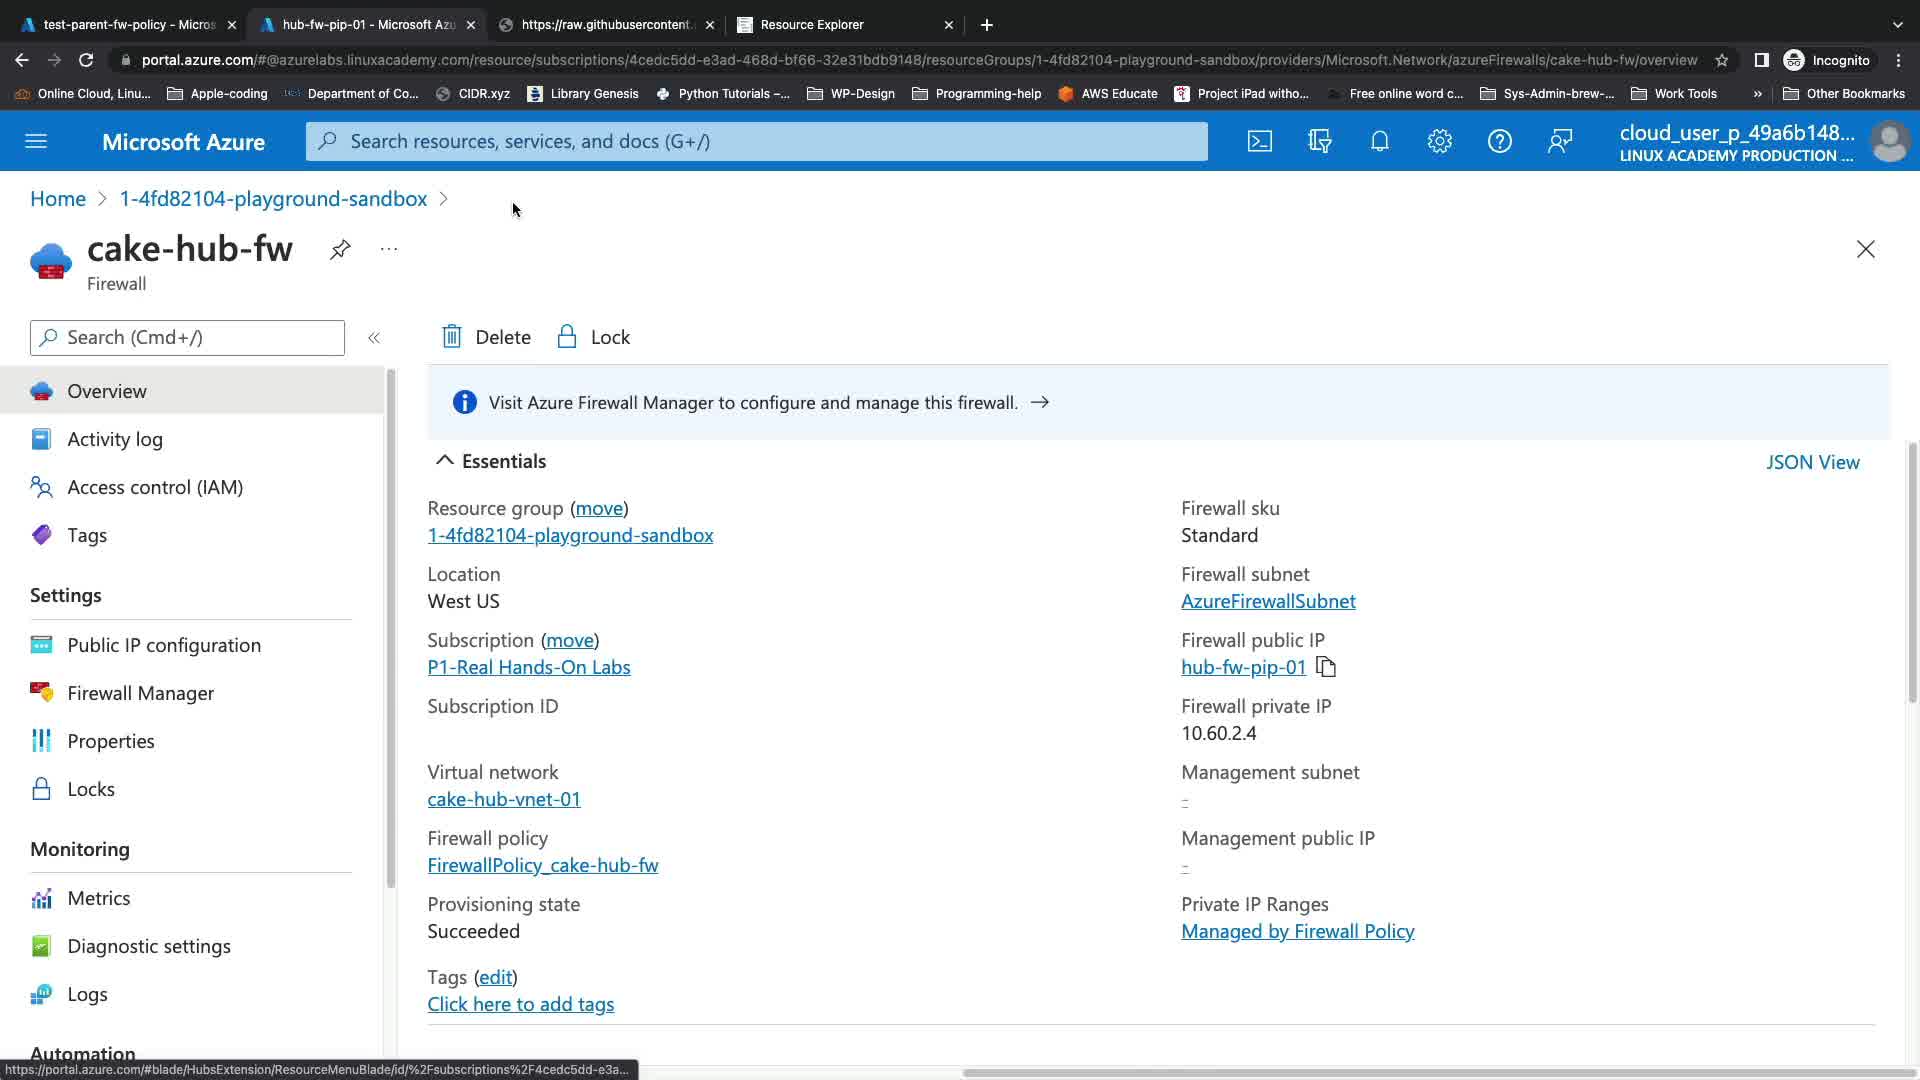 test-parent-fw-policy - Micros
hub-fw-pip-01 - Microsoft Azu
https://raw.githubusercontent.
Resource Explorer
portal.azure.com/#@azurelabs.linuxacademy.com/resource/subscriptions/4cedc5dd-e3ad-468d-bf66-32e31bdb9148/resourceGroups/1-4fd82104-playground-sandbox/providers/Microsoft.Network/azureFirewalls/cake-hub-fw/overview
Incognito
Online Cloud, Linu...
Apple-coding
Department of Co...
CIDR.xyz
Library Genesis
Python Tutorials –...
WP-Design
Programming-help
AWS Educate
Project iPad witho...
Free online word c...
Sys-Admin-brew-...
Work Tools
»
Other Bookmarks
Microsoft Azure
Search resources, services, and docs (G+/)
cloud_user_p_49a6b148...
LINUX ACADEMY PRODUCTION ...
Home > 1-4fd82104-playground-sandbox >
cake-hub-fw
...
Firewall
Search (Cmd+/)
«
Delete
Lock
Visit Azure Firewall Manager to configure and manage this firewall. →
Overview
Activity log
Access control (IAM)
Tags
Settings
Public IP configuration
Firewall Manager
Properties
Locks
Monitoring
Metrics
Diagnostic settings
Logs
Automation
Essentials
JSON View
Resource group (move)
1-4fd82104-playground-sandbox
Location
West US
Subscription (move)
P1-Real Hands-On Labs
Subscription ID
Virtual network
cake-hub-vnet-01
Firewall policy
FirewallPolicy_cake-hub-fw
Provisioning state
Succeeded
Tags (edit)
Click here to add tags
Firewall sku
Standard
Firewall subnet
AzureFirewallSubnet
Firewall public IP
hub-fw-pip-01
Firewall private IP
10.60.2.4
Management subnet
-
Management public IP
-
Private IP Ranges
Managed by Firewall Policy
https://portal.azure.com/#blade/HubsExtension/ResourceMenuBlade/id/%2Fsubscriptions%2F4cedc5dd-e3a...